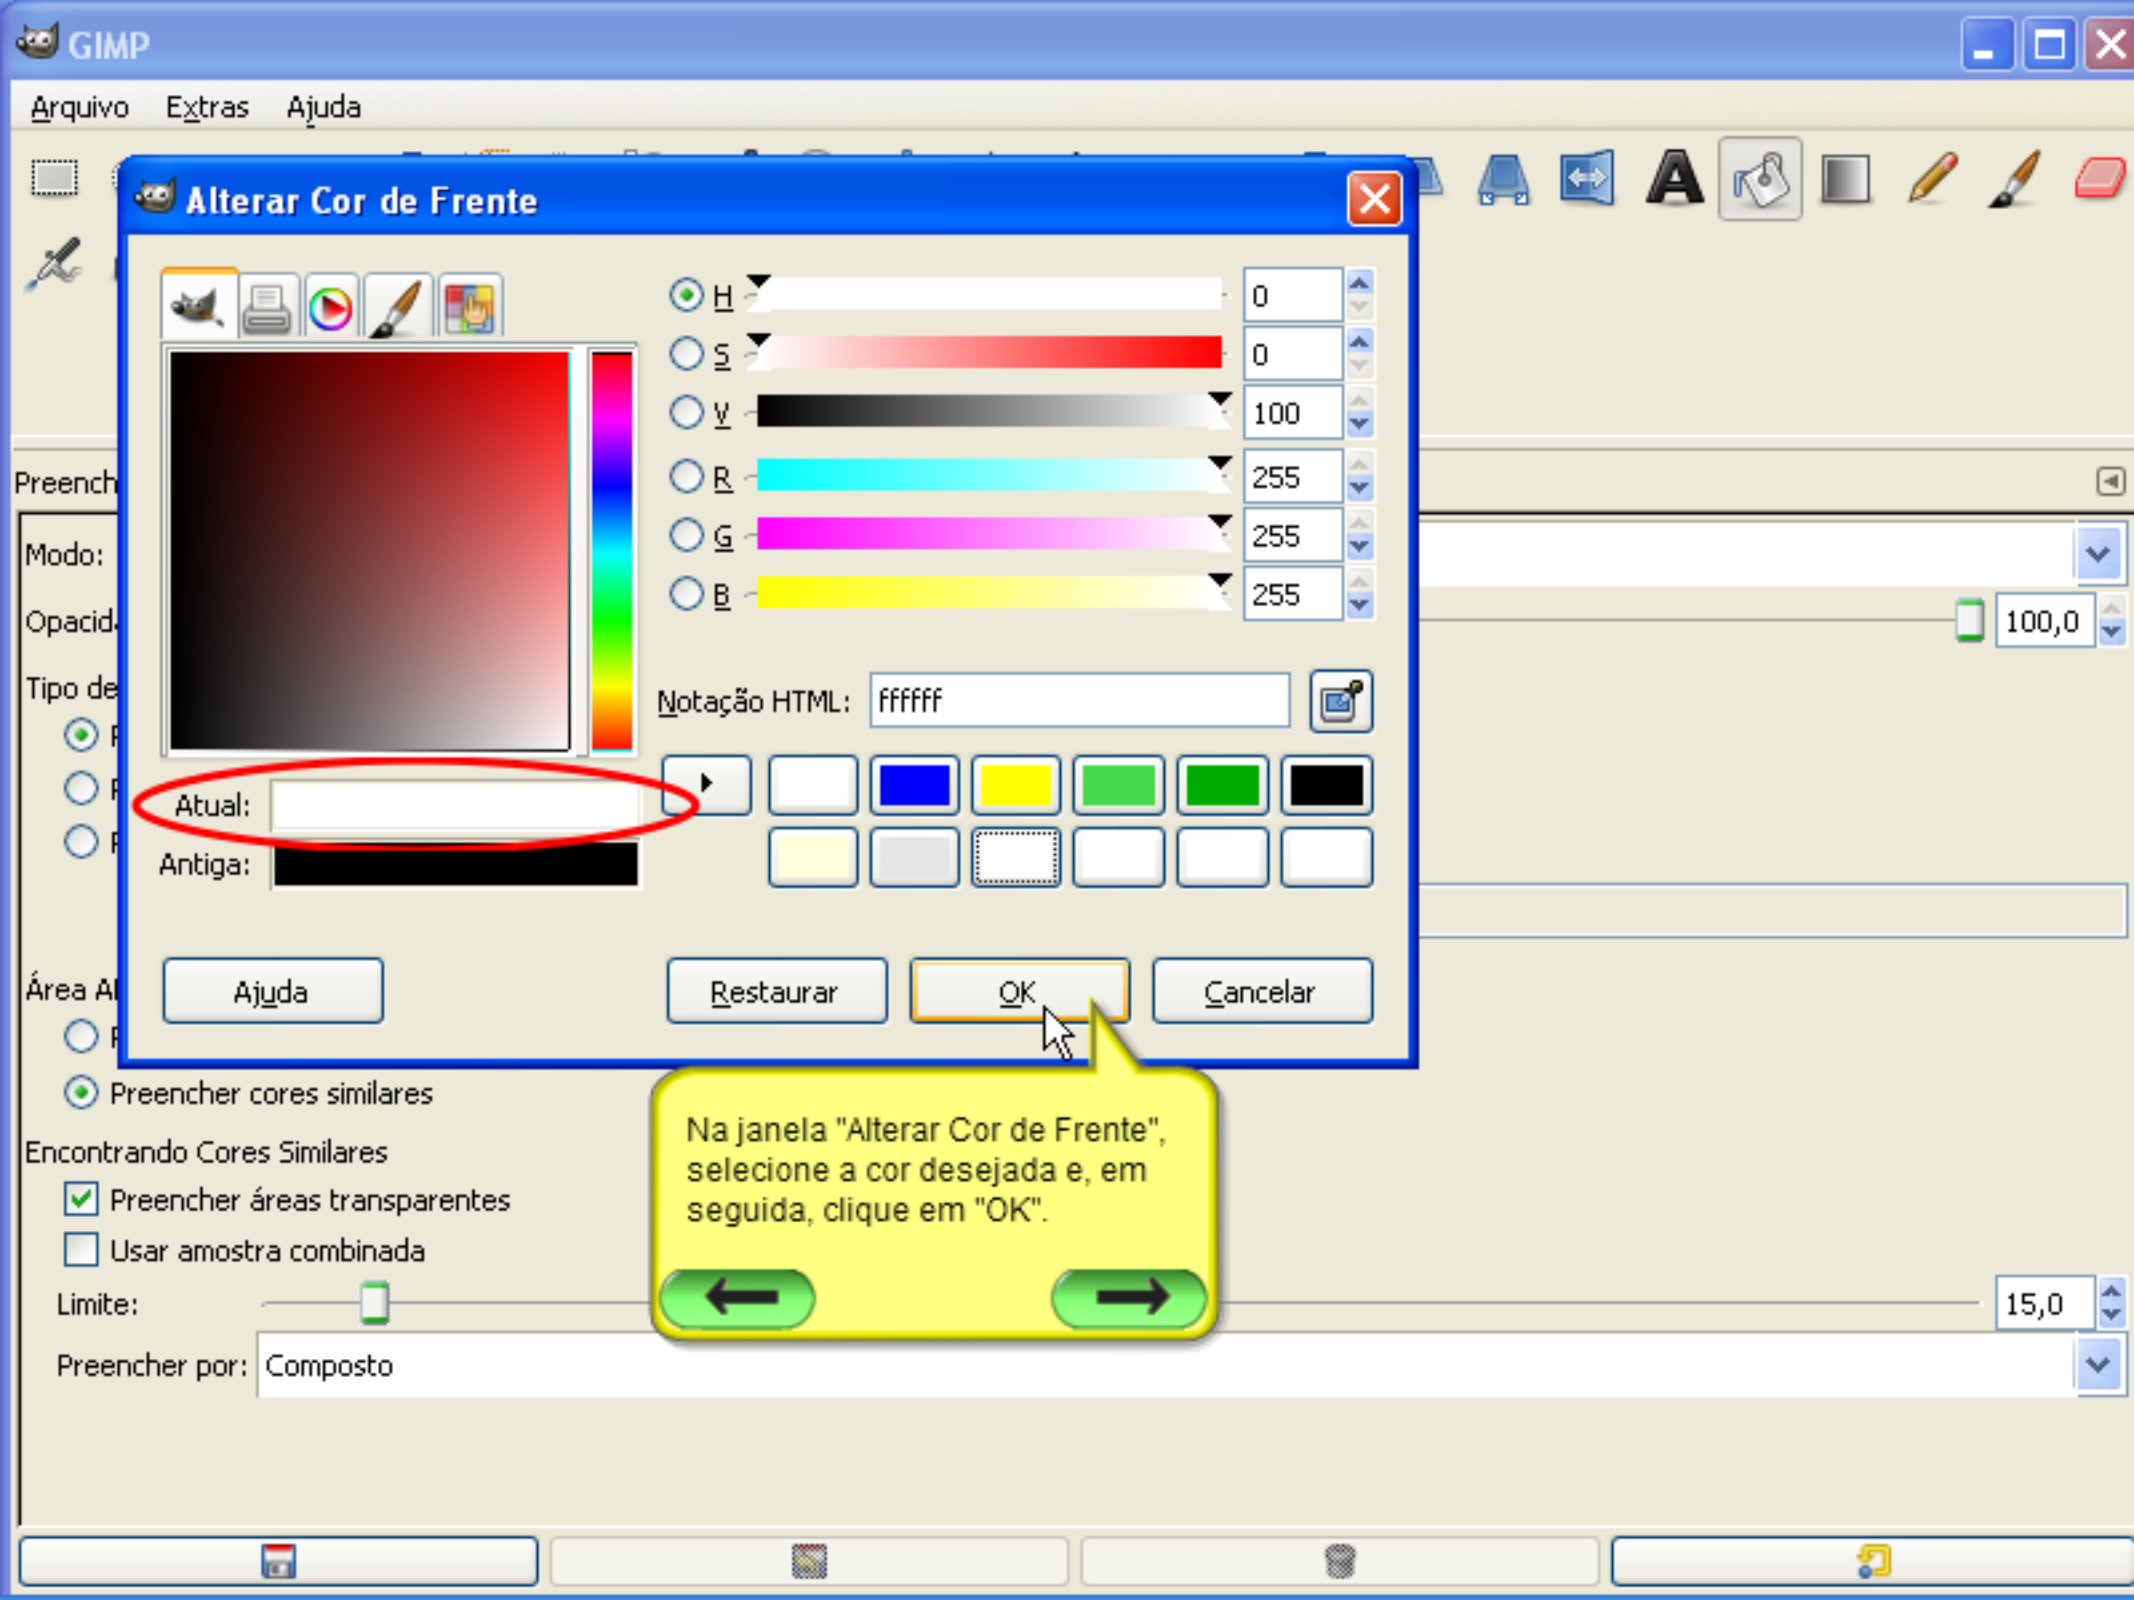 GIMP
Arquivo Extras Ajuda
Alterar Cor de Frente
H 0
S 0
V 100
R 255
G 255
B 255
Notação HTML: ffffff
Atual:
Antiga:
Ajuda Restaurar OK Cancelar
Modo:
100,0
Tipo de
Preencher cores similares
Encontrando Cores Similares
Preencher áreas transparentes
Usar amostra combinada
Limite: 15,0
Preencher por: Composto
Na janela "Alterar Cor de Frente",
selecione a cor desejada e, em
seguida, clique em "OK".